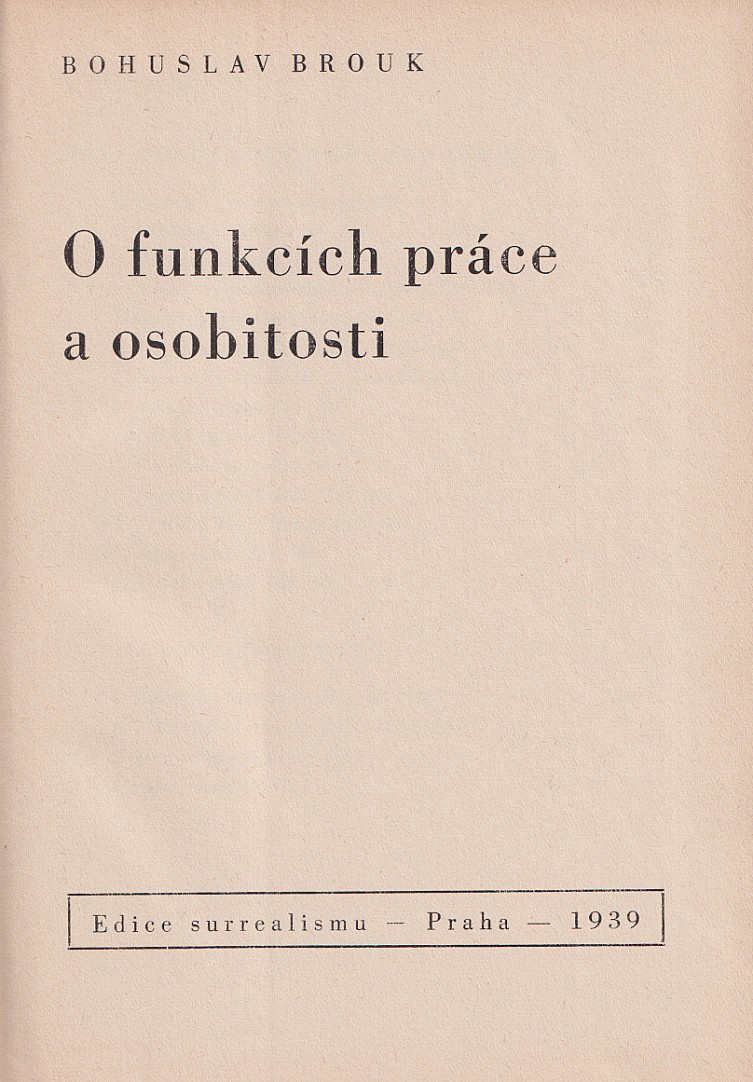 BOHUSLAV BROUK
O funkcích práce
a osobitosti
Edice surrealismu — Praha — 1939